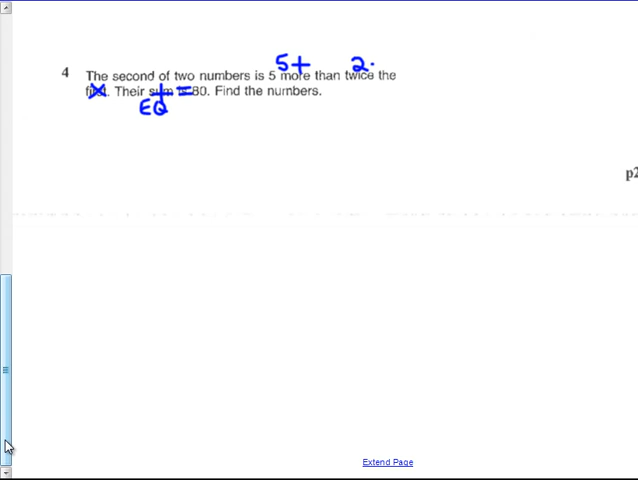 5+ 2.
4 The second of two numbers is 5 more than twice the
first. Their sum is 80. Find the numbers.
x + =
EQ
p2
Extend Page